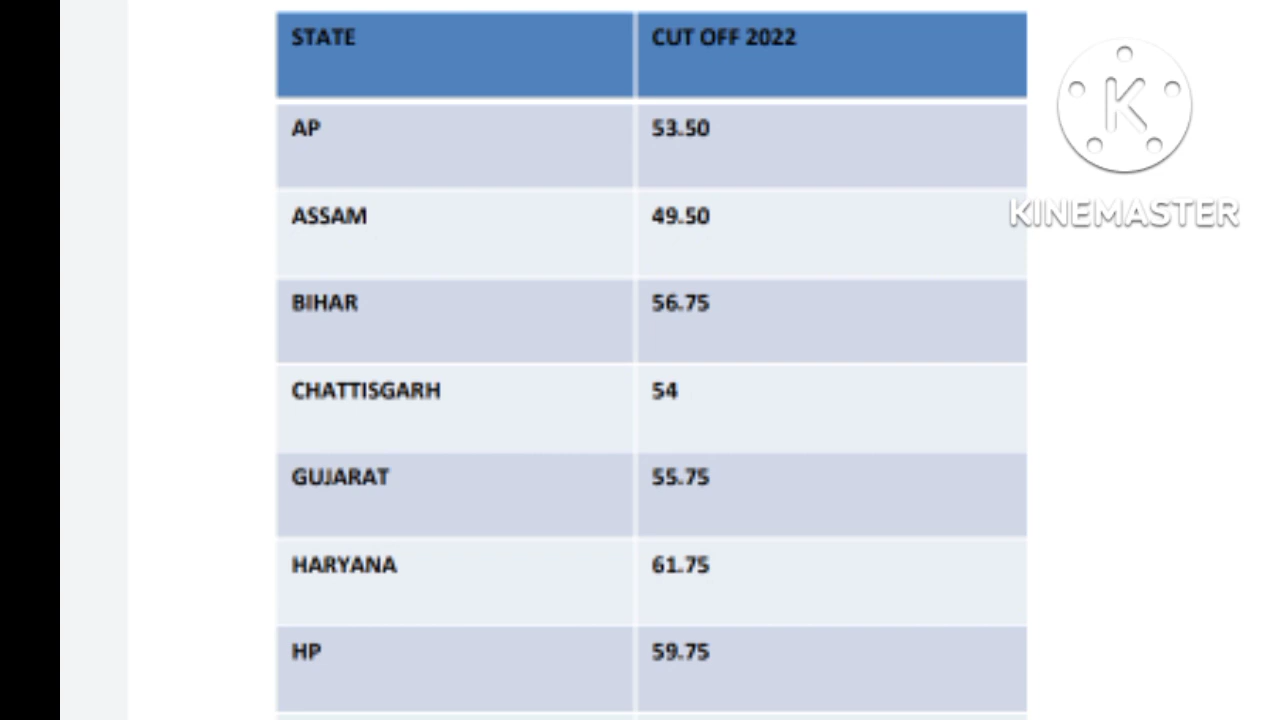 STATE CUT OFF 2022
AP 53.50
ASSAM 49.50
BIHAR 56.75
CHATTISGARH 54
GUJARAT 55.75
HARYANA 61.75
HP 59.75
K
KINEMASTER